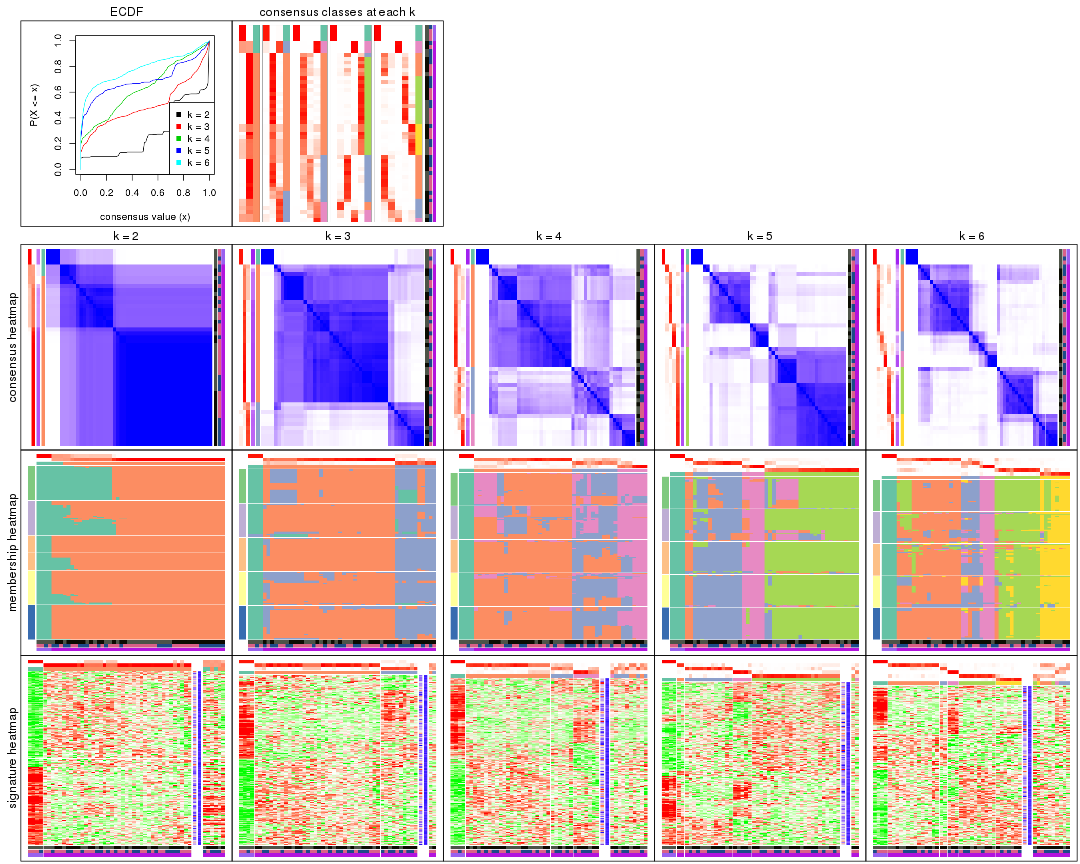 ECDF
consensus classes at each k
P(X <= x)
0.0 0.2 0.4 0.6 0.8 1.0
k = 2
k = 3
k = 4
k = 5
k = 6
0.0 0.2 0.4 0.6 0.8 1.0
consensus value (x)
k = 2 k = 3 k = 4 k = 5 k = 6
consensus heatmap
membership heatmap
signature heatmap